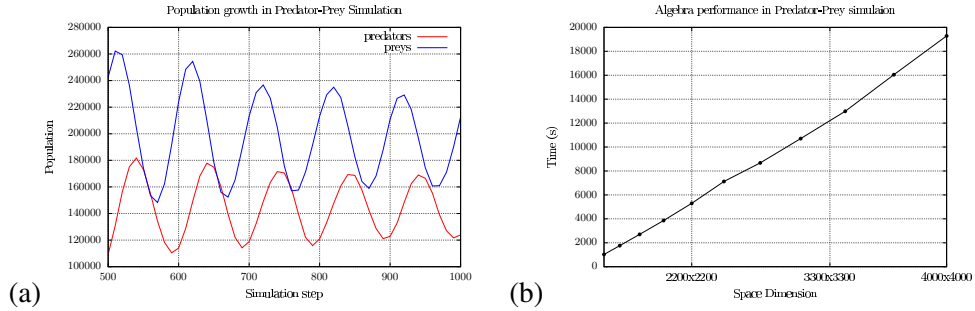 Population growth in Predator-Prey Simulation
280000
260000
240000
220000
200000
180000
160000
140000
120000
100000
Population
predators
preys
500
600
700
800
900
1000
Simulation step
(a)
Algebra performance in Predator-Prey simulaion
20000
18000
16000
14000
12000
10000
8000
6000
4000
2000
0
Time (s)
2200x2200
3300x3300
4000x4000
Space Dimension
(b)